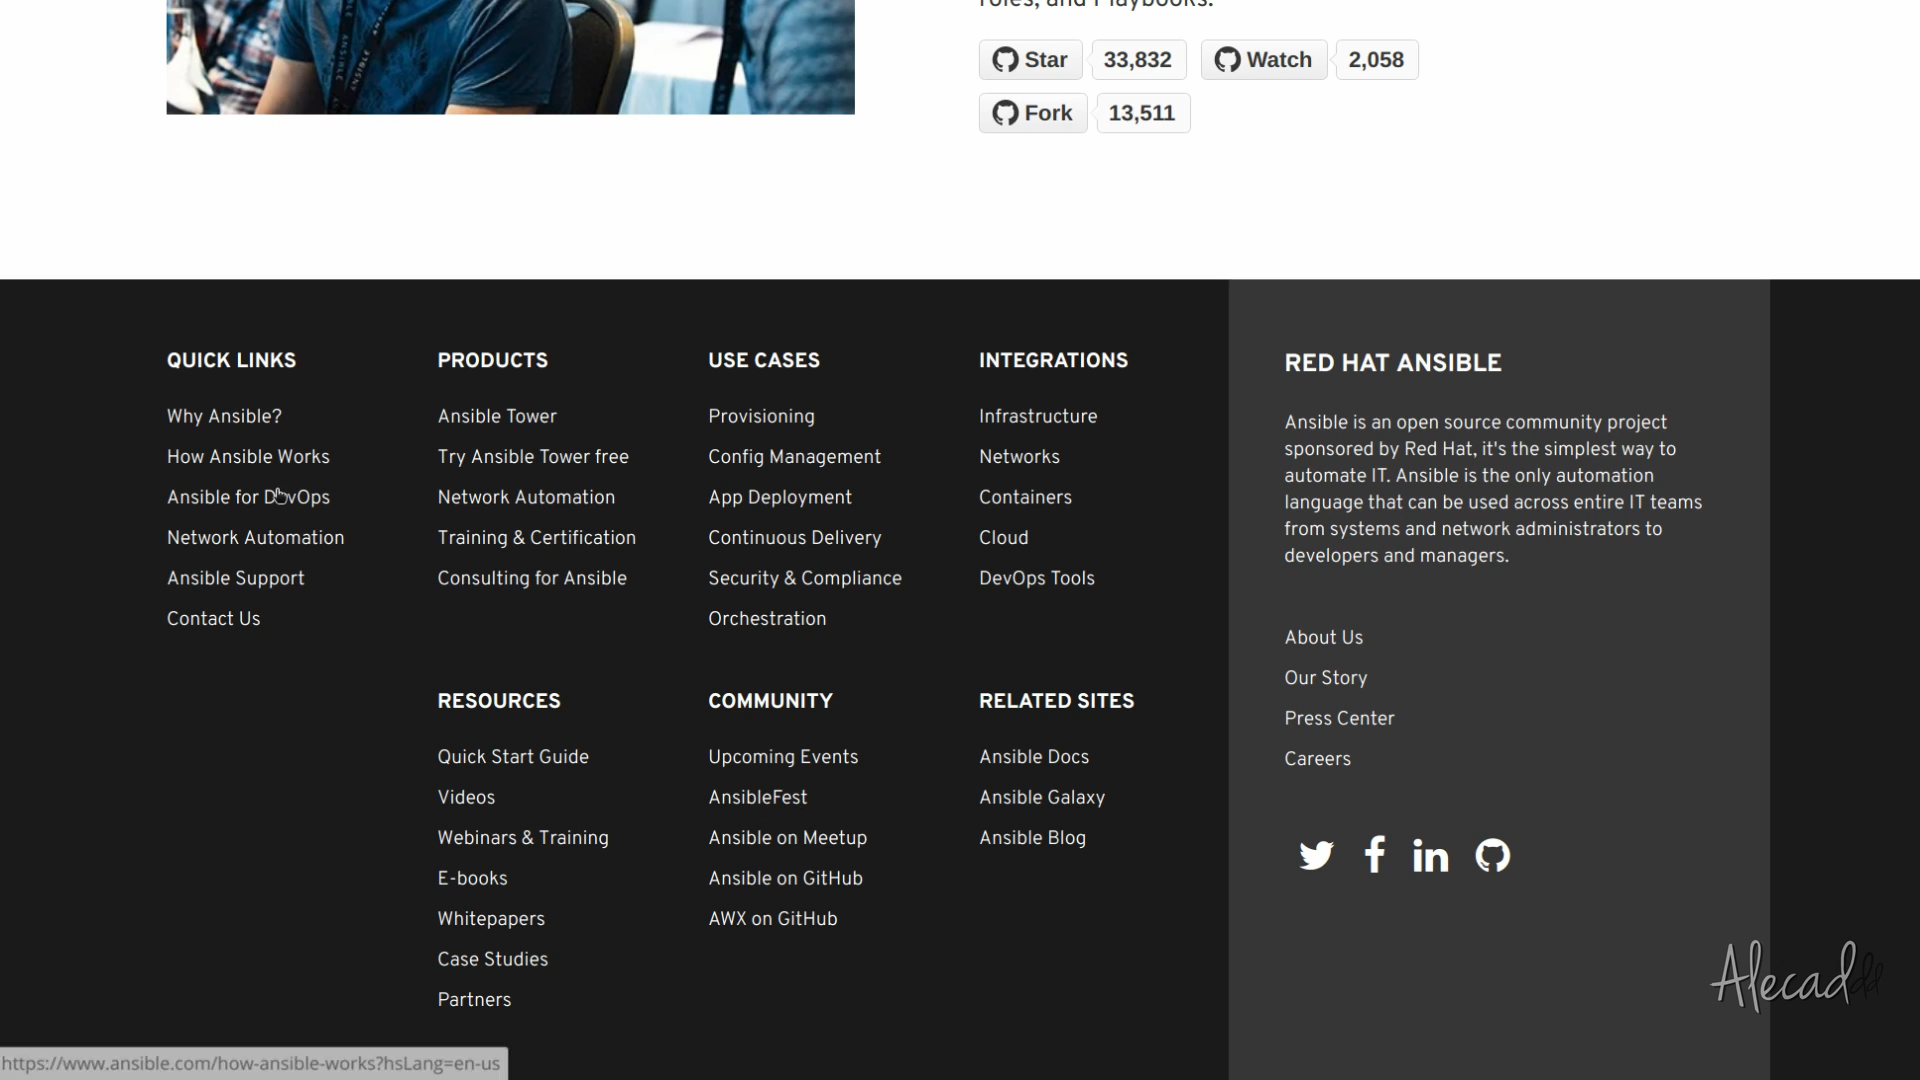 roles, and Playbooks.
Star 33,832 Watch 2,058
Fork 13,511
ANSIBLE
ANSIBLE
QUICK LINKS
Why Ansible?
How Ansible Works
Ansible for DevOps
Network Automation
Ansible Support
Contact Us
PRODUCTS
Ansible Tower
Try Ansible Tower free
Network Automation
Training & Certification
Consulting for Ansible
USE CASES
Provisioning
Config Management
App Deployment
Continuous Delivery
Security & Compliance
Orchestration
INTEGRATIONS
Infrastructure
Networks
Containers
Cloud
DevOps Tools
RESOURCES
Quick Start Guide
Videos
Webinars & Training
E-books
Whitepapers
Case Studies
Partners
COMMUNITY
Upcoming Events
AnsibleFest
Ansible on Meetup
Ansible on GitHub
AWX on GitHub
RELATED SITES
Ansible Docs
Ansible Galaxy
Ansible Blog
RED HAT ANSIBLE
Ansible is an open source community project
sponsored by Red Hat, it's the simplest way to
automate IT. Ansible is the only automation
language that can be used across entire IT teams
from systems and network administrators to
developers and managers.
About Us
Our Story
Press Center
Careers
Alecaddd
https://www.ansible.com/how-ansible-works?hsLang=en-us